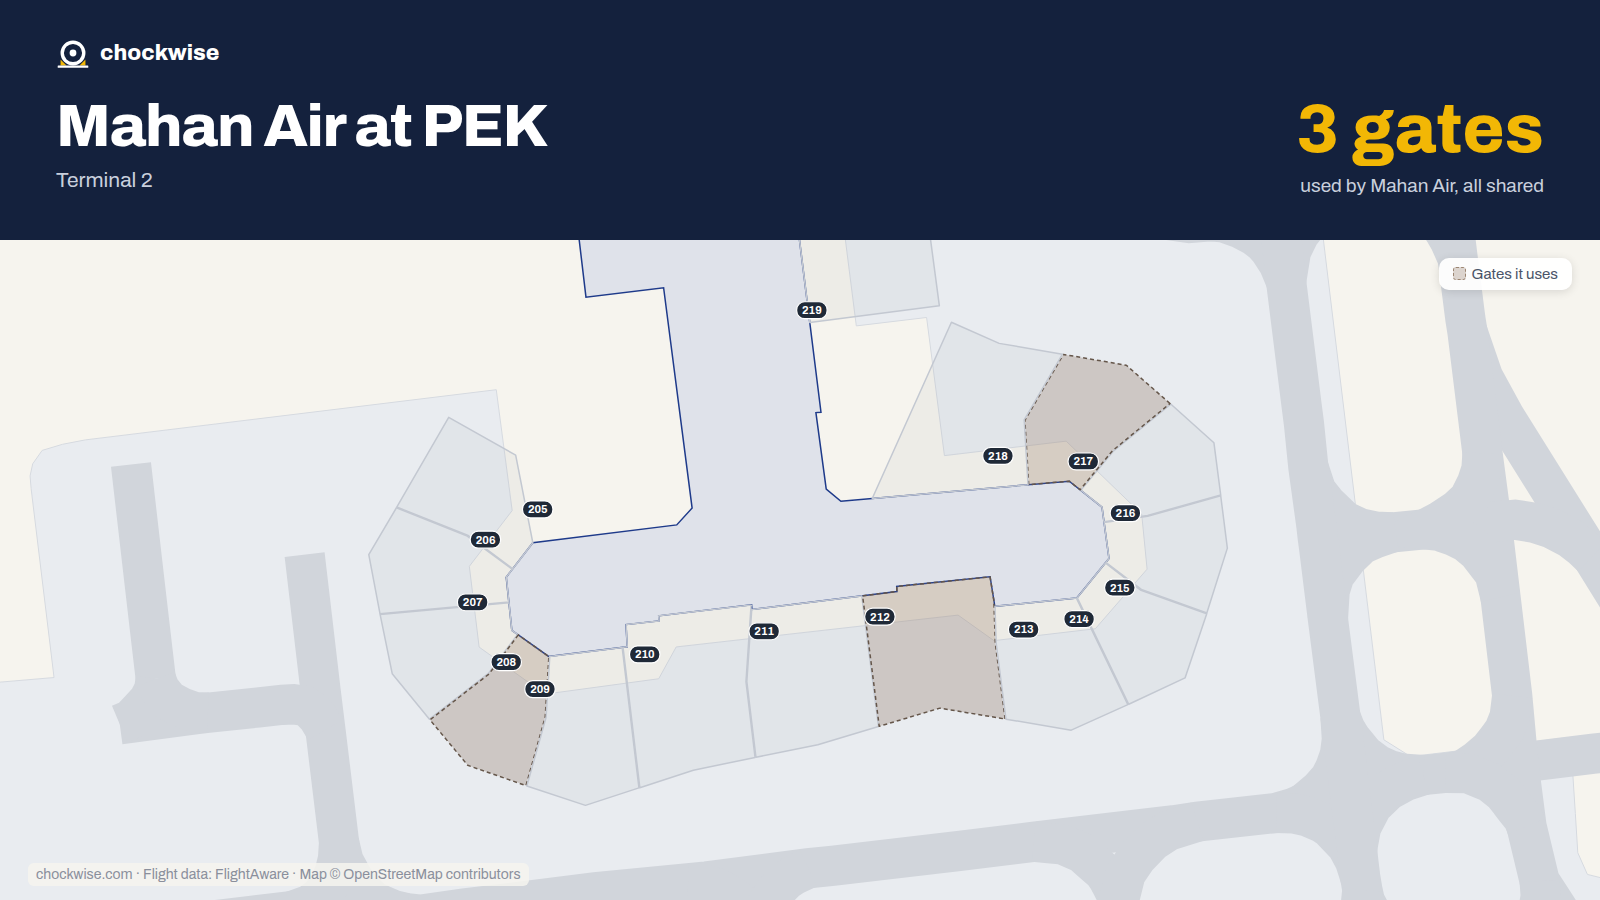 chockwise
Mahan Air at PEK
Terminal 2
3 gates
used by Mahan Air, all shared
Gates it uses
219
218
217
205
216
206
207
215
212
214
213
211
210
208
209
chockwise.com · Flight data: FlightAware · Map © OpenStreetMap contributors